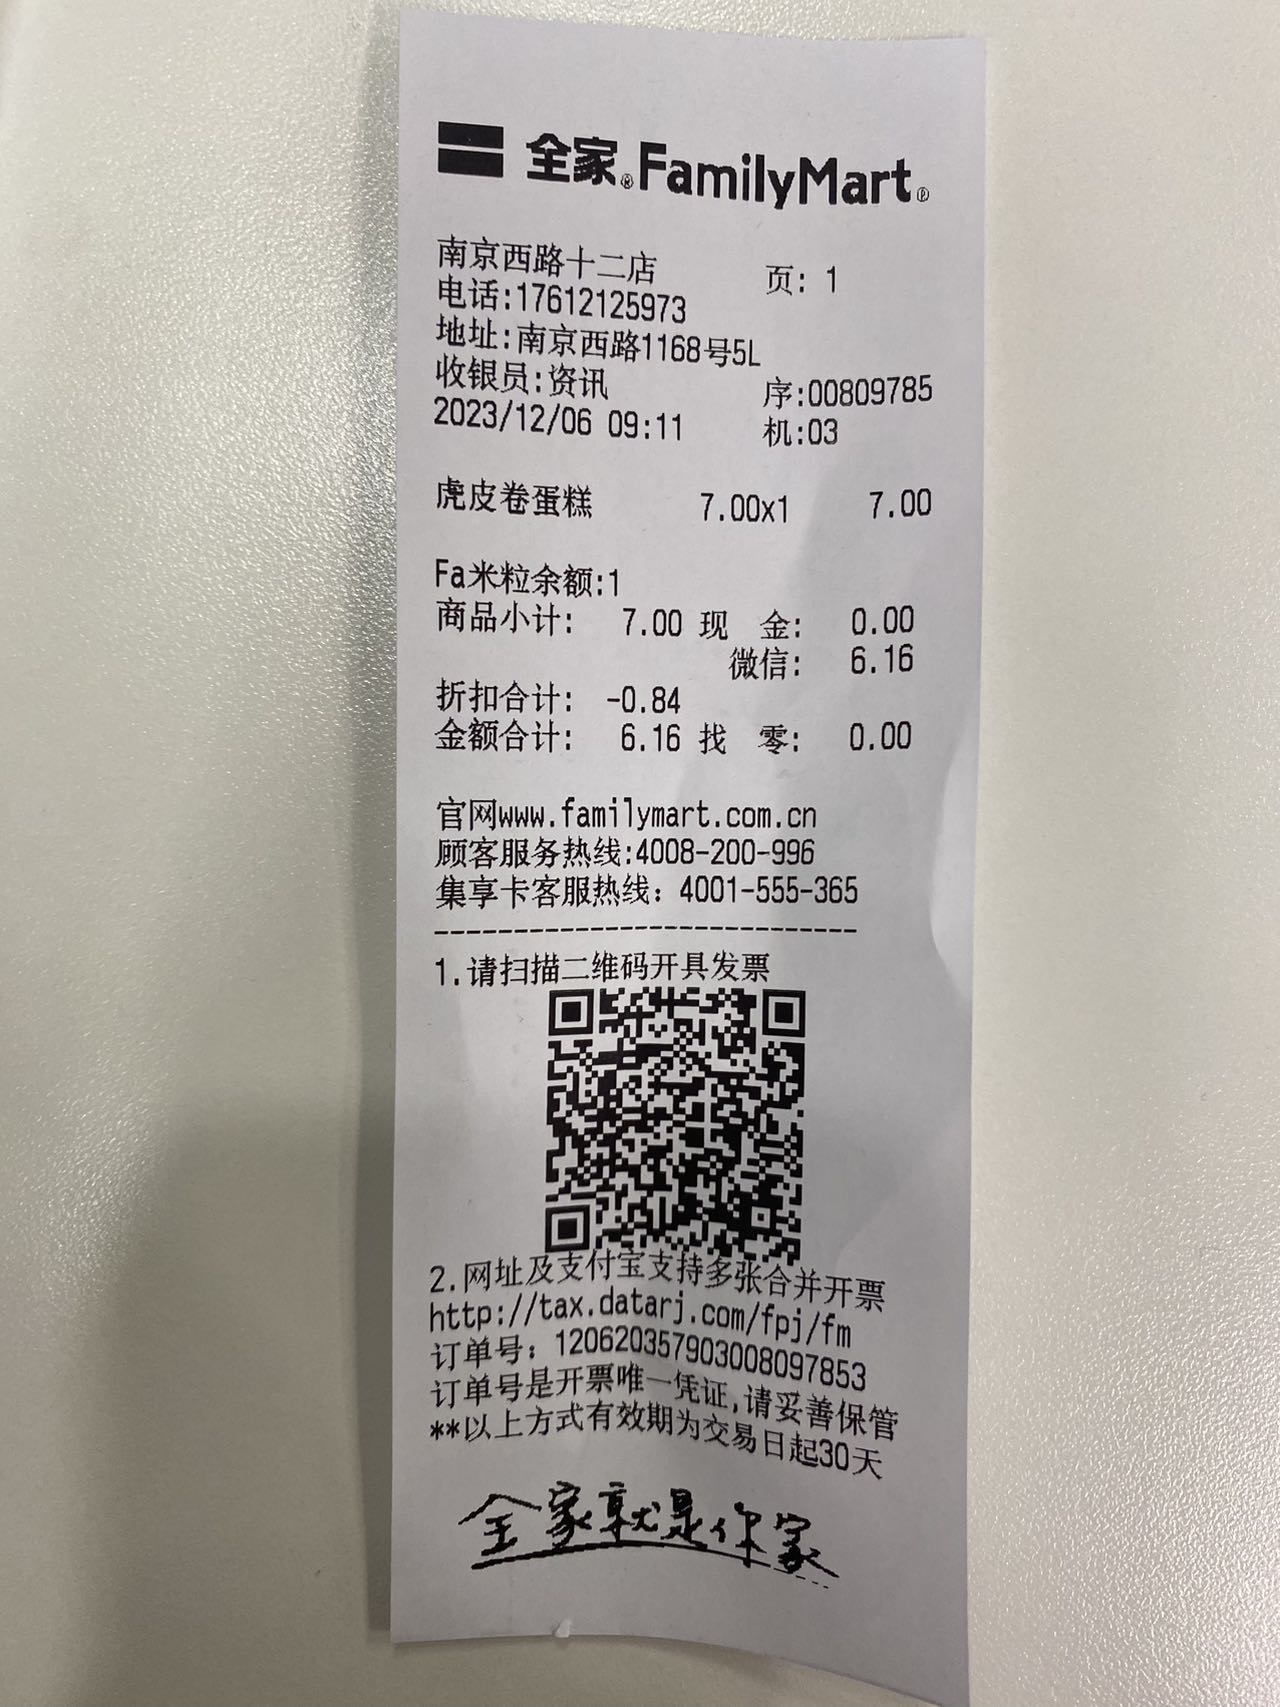 全家®FamilyMart®
南京西路十二店 页: 1
电话:17612125973
地址:南京西路1168号5L
收银员:资讯 序:00809785
2023/12/06 09:11 机:03
虎皮卷蛋糕 7.00x1 7.00
Fa米粒余额:1
商品小计: 7.00 现 金: 0.00
微信: 6.16
折扣合计: -0.84
金额合计: 6.16 找 零: 0.00
官网www.familymart.com.cn
顾客服务热线:4008-200-996
集享卡客服热线: 4001-555-365
---------------------------
1.请扫描二维码开具发票
2.网址及支付宝支持多张合并开票
http://tax.datarj.com/fpj/fm
订单号: 120620357903008097853
订单号是开票唯一凭证,请妥善保管
**以上方式有效期为交易日起30天
全家就是你家